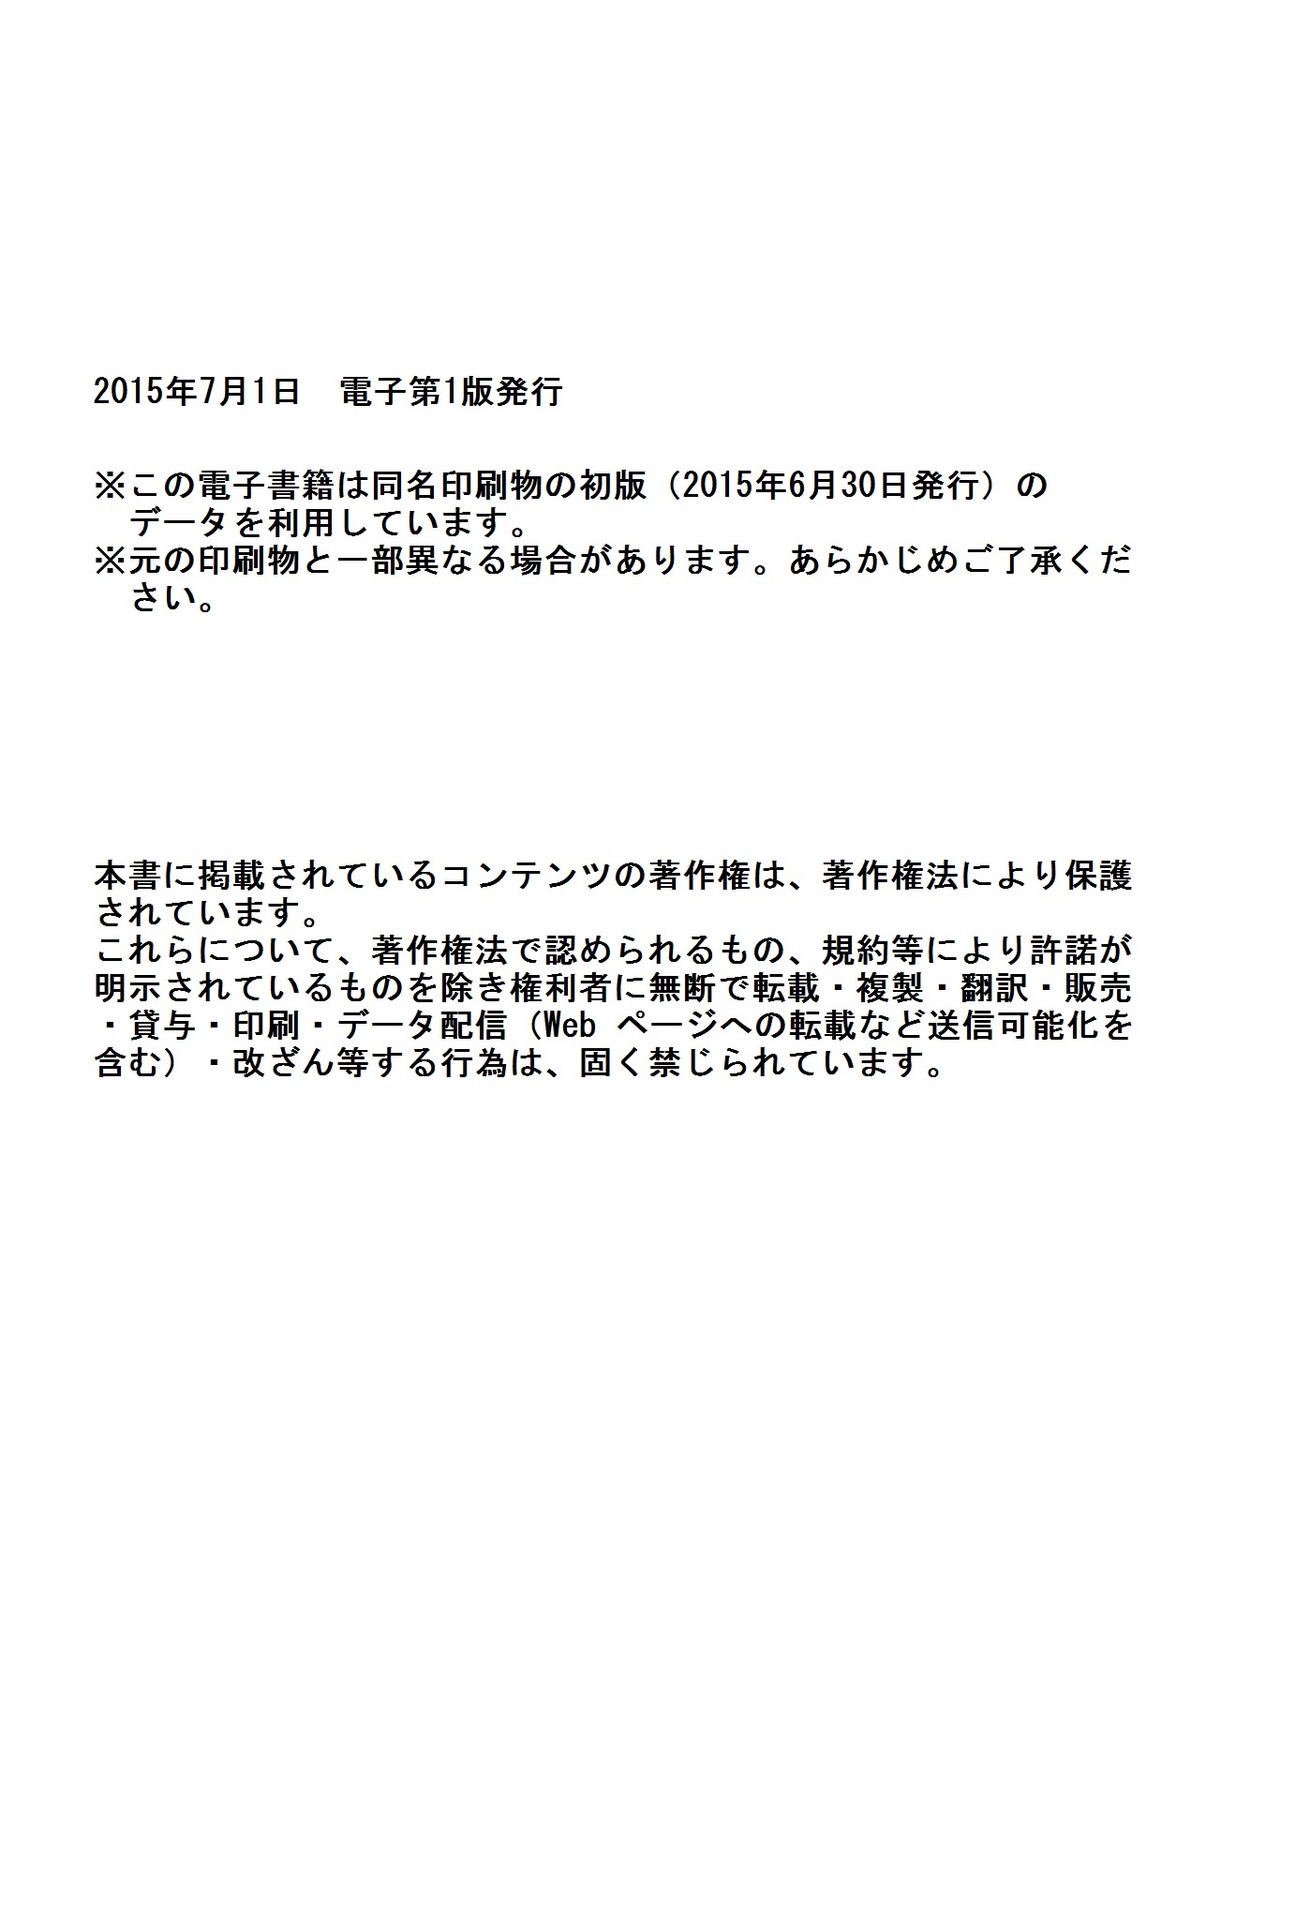 2015年7月1日　電子第1版発行
※この電子書籍は同名印刷物の初版（2015年6月30日発行）の
データを利用しています。
※元の印刷物と一部異なる場合があります。あらかじめご了承くだ
さい。
本書に掲載されているコンテンツの著作権は、著作権法により保護
されています。
これらについて、著作権法で認められるもの、規約等により許諾が
明示されているものを除き権利者に無断で転載・複製・翻訳・販売
・貸与・印刷・データ配信（Web ページへの転載など送信可能化を
含む）・改ざん等する行為は、固く禁じられています。